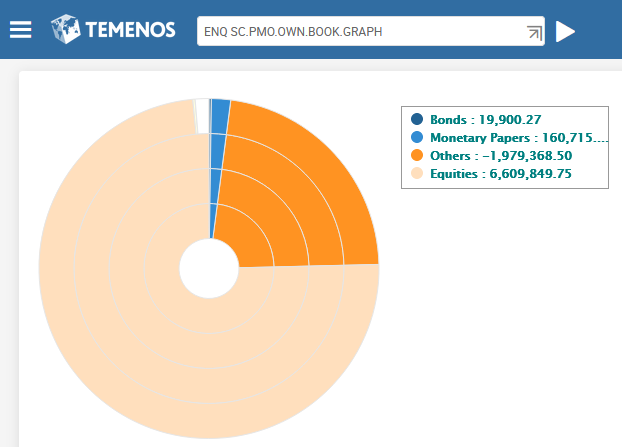 TEMENOS
ENQ SC.PMO.OWN.BOOK.GRAPH
Bonds : 19,900.27
Monetary Papers : 160,715....
Others : −1,979,368.50
Equities : 6,609,849.75